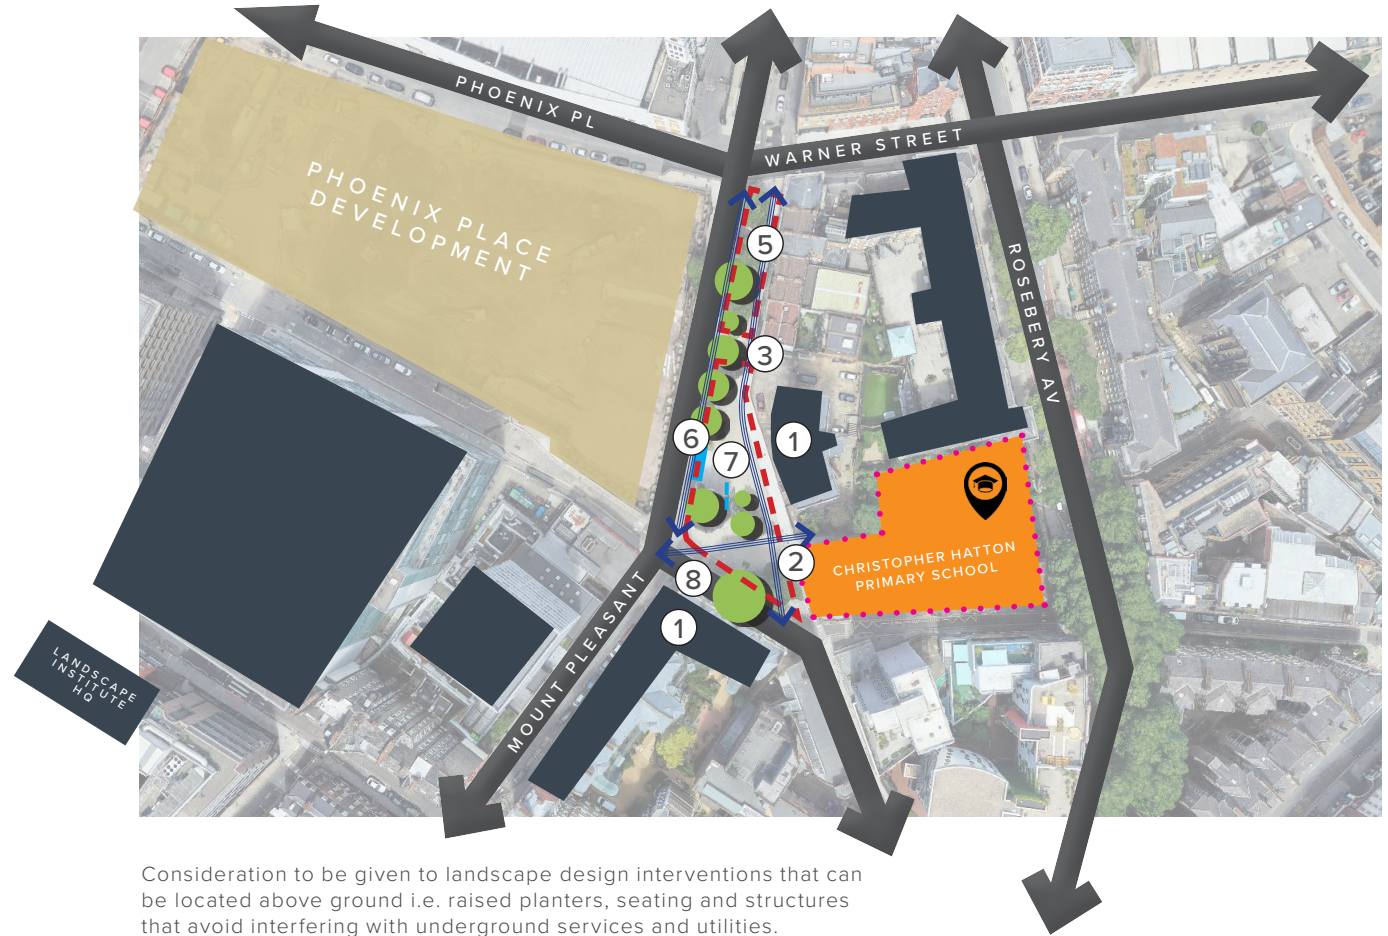 PHOENIX PL
WARNER STREET
PHOENIX PLACE
DEVELOPMENT
5
ROSEBERY AV
3
6
7
1
CHRISTOPHER HATTON
PRIMARY SCHOOL
2
8
1
MOUNT PLEASANT
LANDSCAPE
INSTITUTE
HQ
Consideration to be given to landscape design interventions that can
be located above ground i.e. raised planters, seating and structures
that avoid interfering with underground services and utilities.